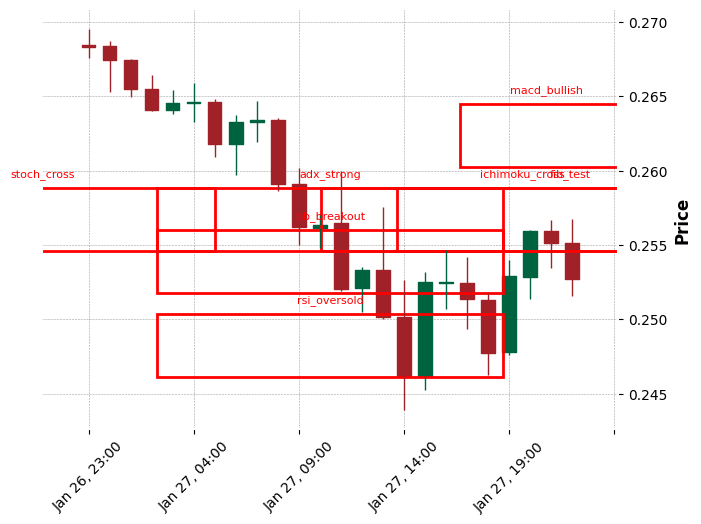 0.270
macd_bullish
0.265
stoch_cross
adx_strong
ichimoku_cross
fib_test
0.260
bb_breakout
0.255
Price
rsi_oversold
0.250
0.245
Jan 26, 23:00
Jan 27, 04:00
Jan 27, 09:00
Jan 27, 14:00
Jan 27, 19:00